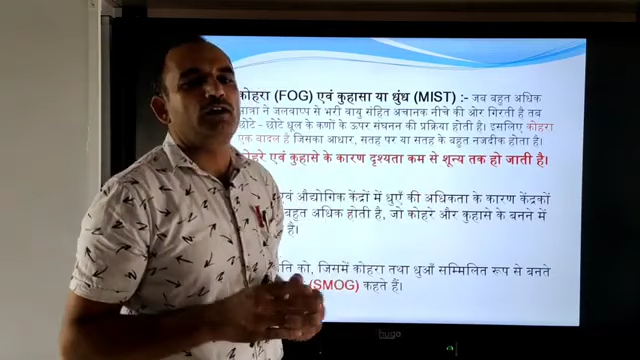 कोहरा (FOG) एवं कुहासा या धुंध (MIST) :- जब बहुत अधिक
मात्रा ने जलवाष्प से भरी वायु संहित अचानक नीचे की ओर गिरती है तब
छोटे - छोटे धूल के कणों के ऊपर संघनन की प्रक्रिया होती है। इसलिए कोहरा
एक बादल है जिसका आधार, सतह पर या सतह के बहुत नजदीक होता है।
कोहरे एवं कुहासे के कारण दृश्यता कम से शून्य तक हो जाती है।
एवं औद्योगिक केंद्रों में धुएँ की अधिकता के कारण केंद्रकों
बहुत अधिक होती है, जो कोहरे और कुहासे के बनने में
है।
को, जिसमें कोहरा तथा धुआँ सम्मिलित रूप से बनते
(SMOG) कहते हैं।
hugo